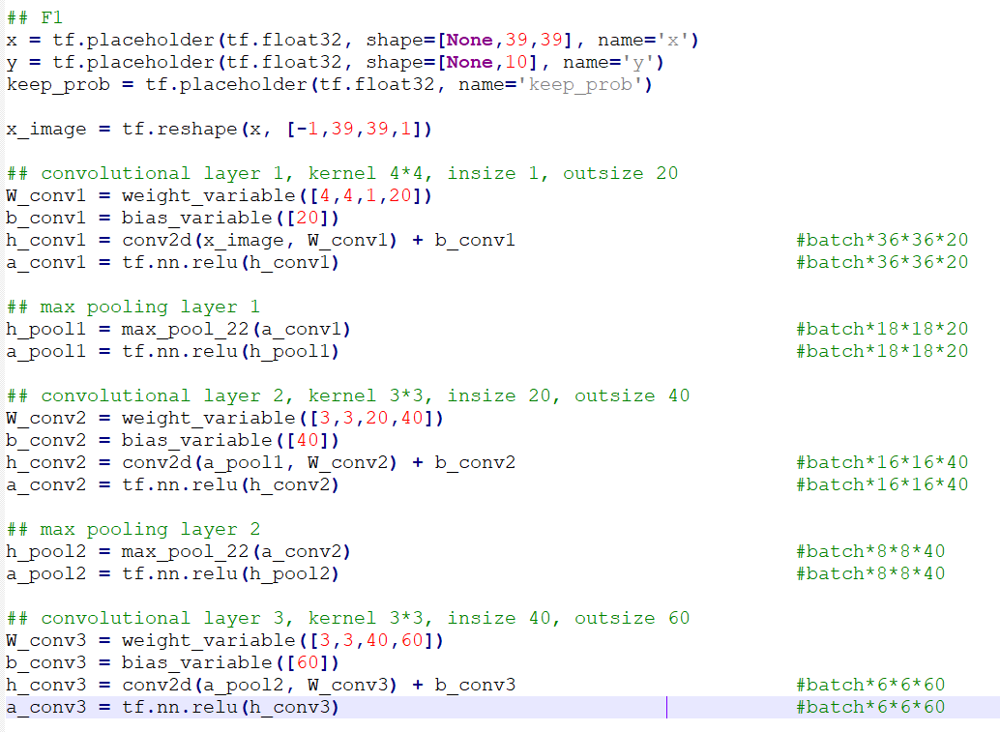 ## F1
x = tf.placeholder(tf.float32, shape=[None,39,39], name='x')
y = tf.placeholder(tf.float32, shape=[None,10], name='y')
keep_prob = tf.placeholder(tf.float32, name='keep_prob')
x_image = tf.reshape(x, [-1,39,39,1])
## convolutional layer 1, kernel 4*4, insize 1, outsize 20
W_conv1 = weight_variable([4,4,1,20])
b_conv1 = bias_variable([20])
h_conv1 = conv2d(x_image, W_conv1) + b_conv1 #batch*36*36*20
a_conv1 = tf.nn.relu(h_conv1) #batch*36*36*20
## max pooling layer 1
h_pool1 = max_pool_22(a_conv1) #batch*18*18*20
a_pool1 = tf.nn.relu(h_pool1) #batch*18*18*20
## convolutional layer 2, kernel 3*3, insize 20, outsize 40
W_conv2 = weight_variable([3,3,20,40])
b_conv2 = bias_variable([40])
h_conv2 = conv2d(a_pool1, W_conv2) + b_conv2 #batch*16*16*40
a_conv2 = tf.nn.relu(h_conv2) #batch*16*16*40
## max pooling layer 2
h_pool2 = max_pool_22(a_conv2) #batch*8*8*40
a_pool2 = tf.nn.relu(h_pool2) #batch*8*8*40
## convolutional layer 3, kernel 3*3, insize 40, outsize 60
W_conv3 = weight_variable([3,3,40,60])
b_conv3 = bias_variable([60])
h_conv3 = conv2d(a_pool2, W_conv3) + b_conv3 #batch*6*6*60
a_conv3 = tf.nn.relu(h_conv3) #batch*6*6*60